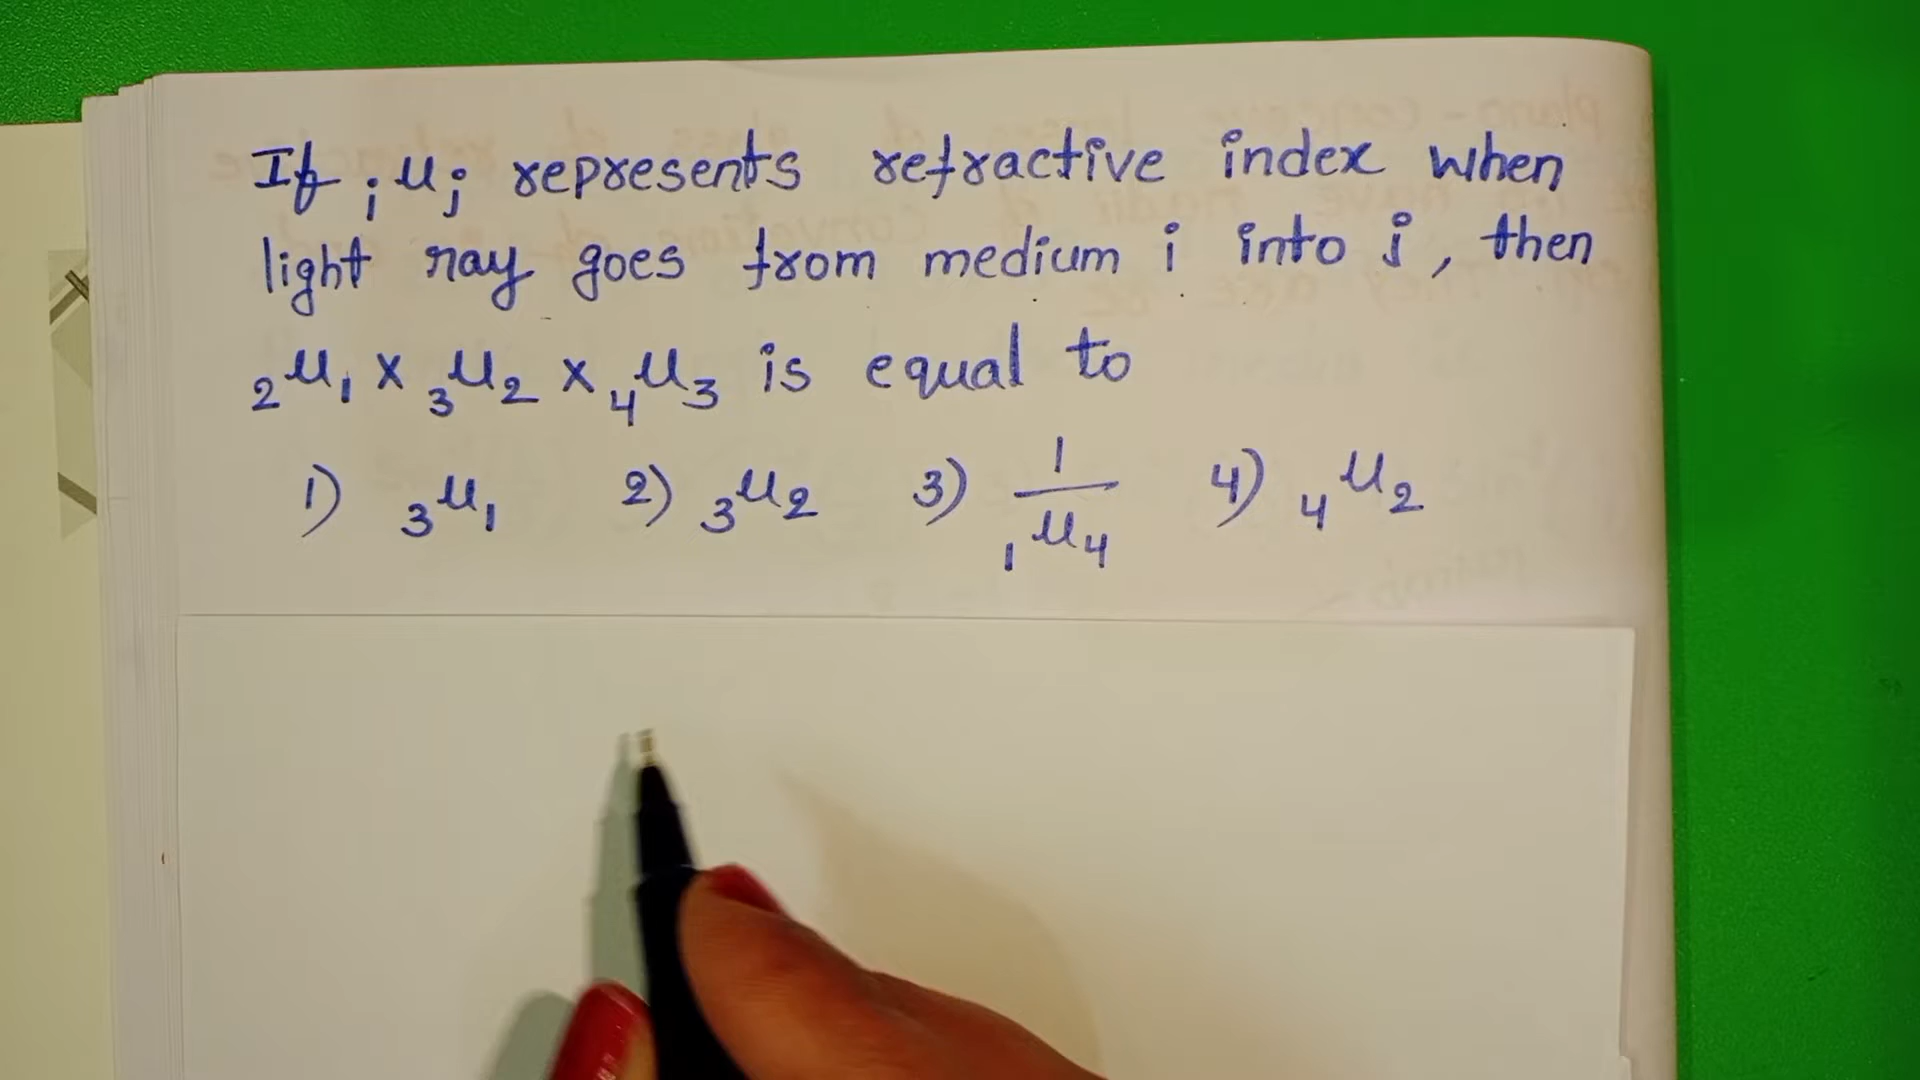 If ᵢμⱼ represents refractive index when
light ray goes from medium i into j, then
₂μ₁ × ₃μ₂ × ₄μ₃ is equal to
1) ₃μ₁ 2) ₃μ₂ 3) 1/₁μ₄ 4) ₄μ₂